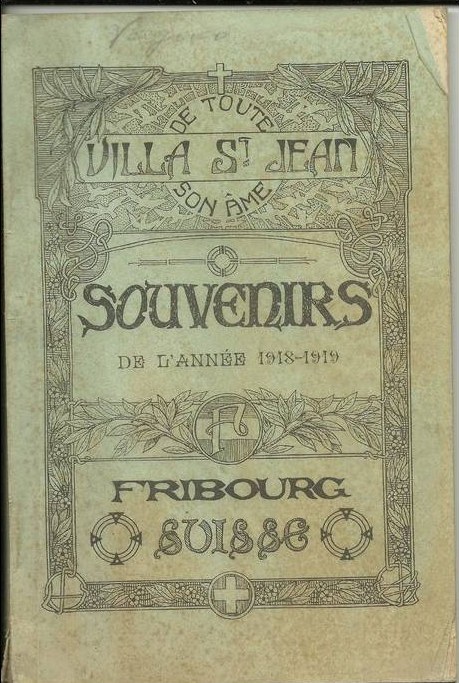 DE TOUTE
VILLA ST JEAN
SON ÂME
SOUVENIRS
DE L'ANNÉE 1918-1919
FRIBOURG
SUISSE